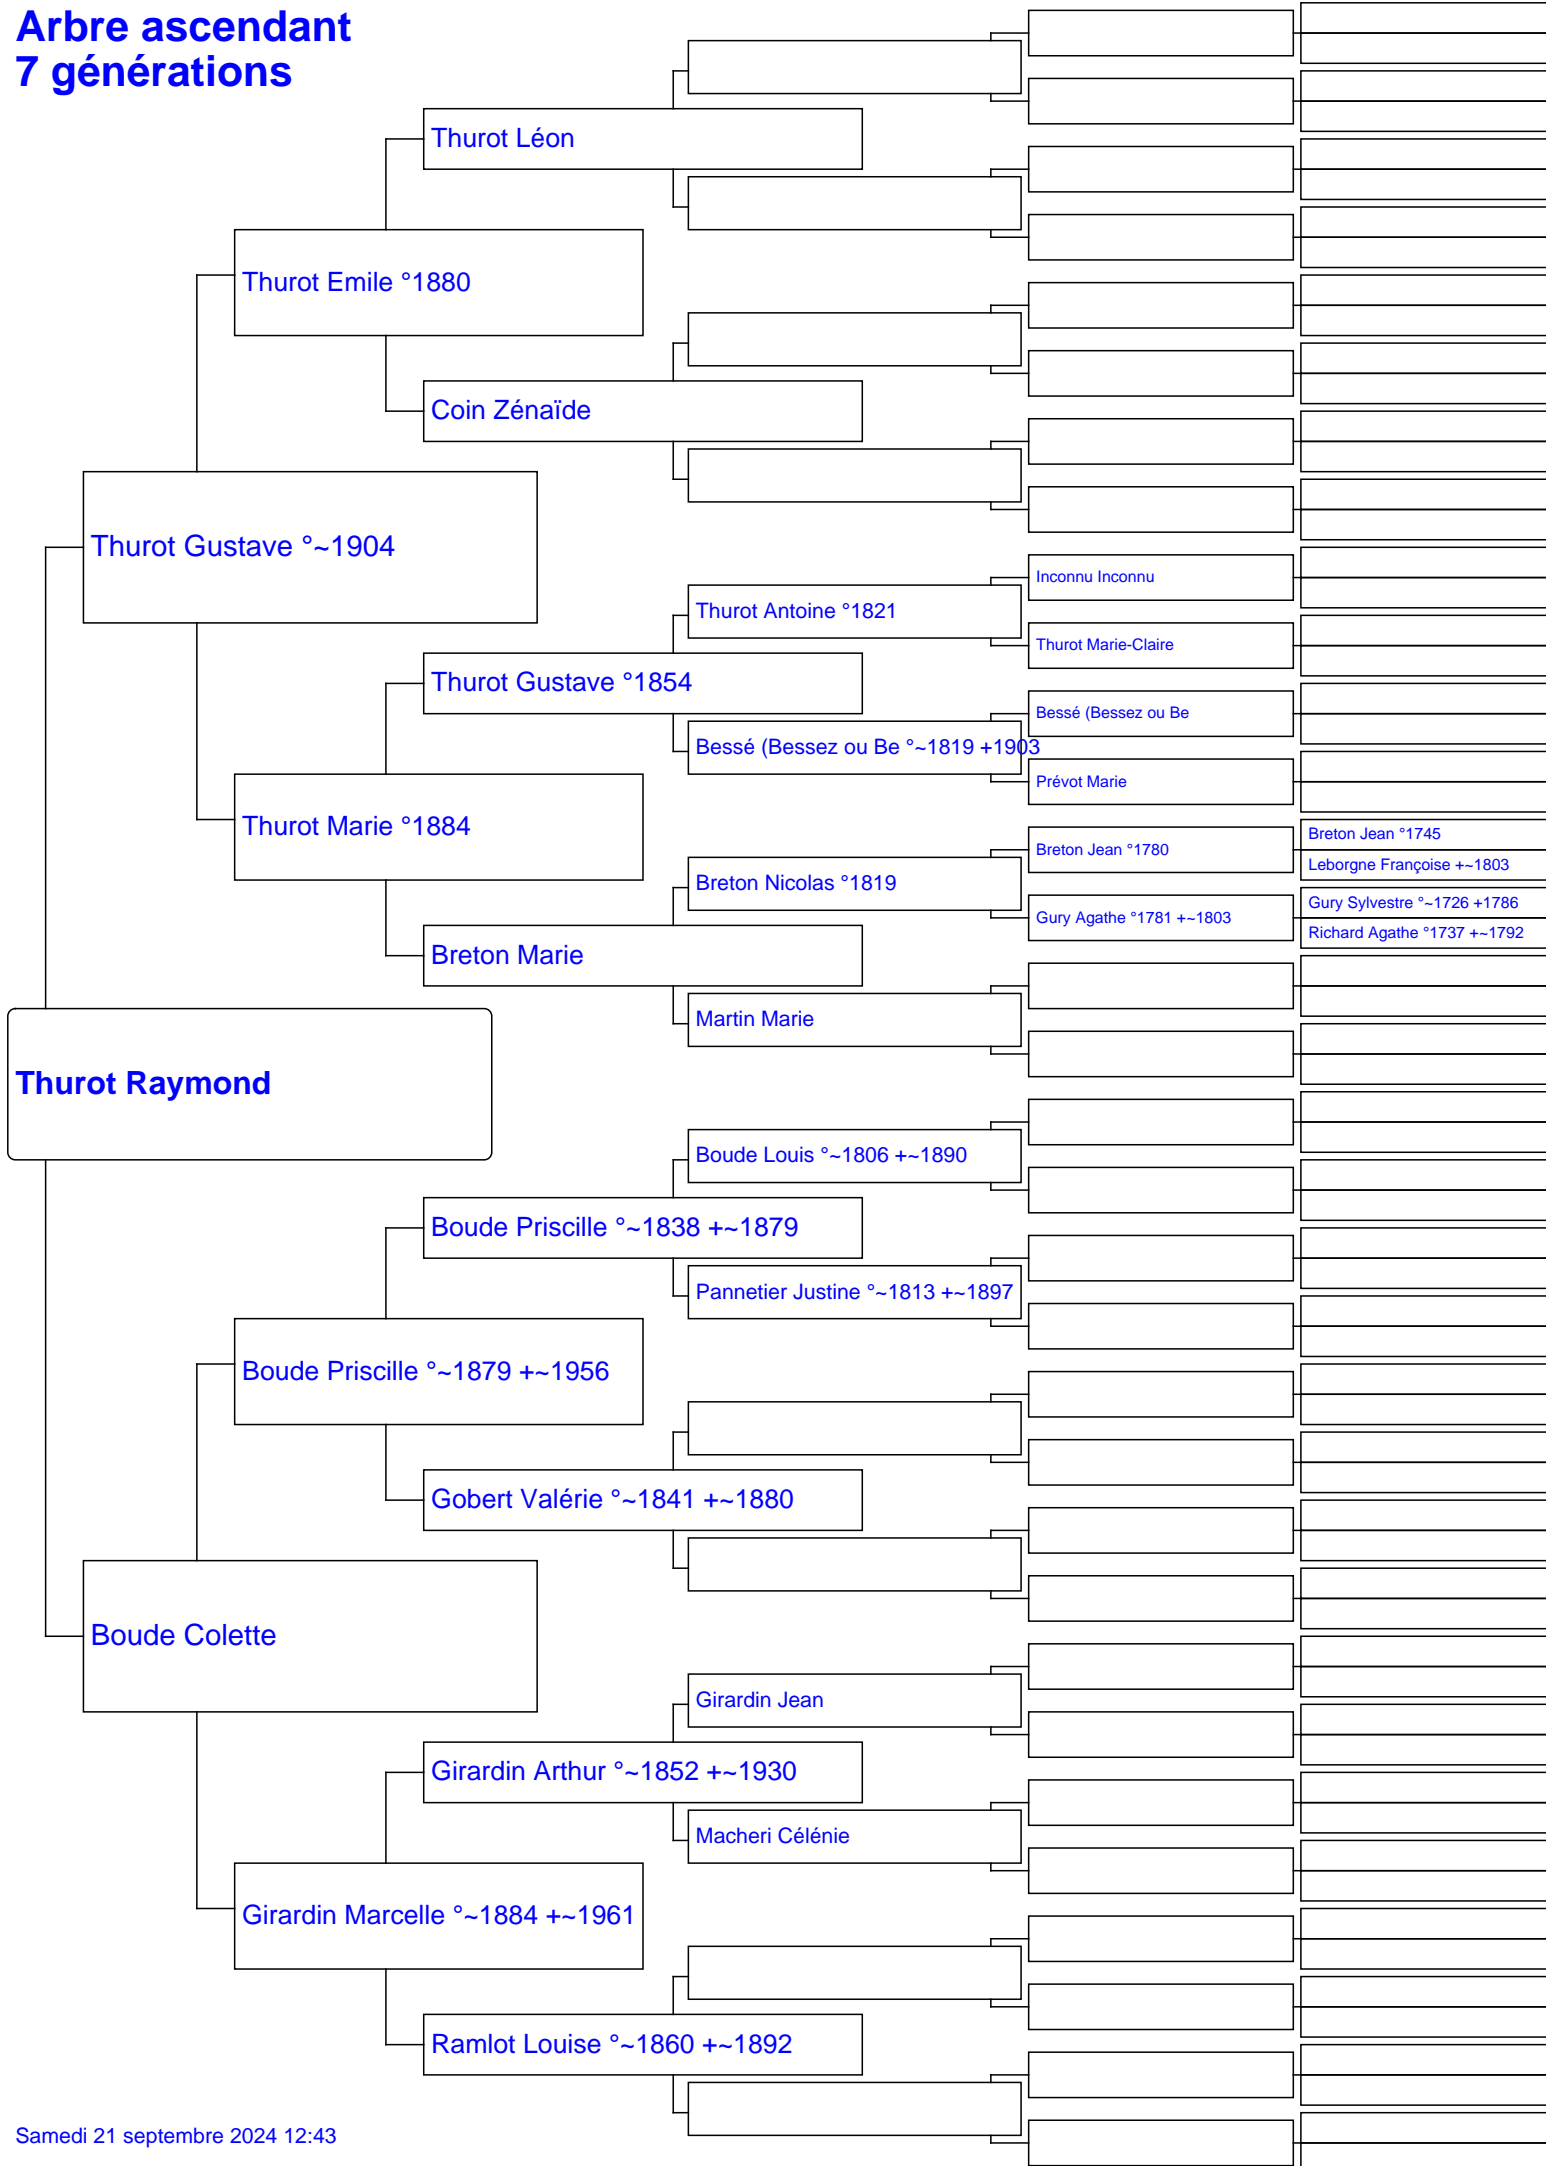 Arbre ascendant
7 générations
Thurot Léon
Thurot Emile °1880
Coin Zénaïde
Thurot Gustave °~1904
Inconnu Inconnu
Thurot Antoine °1821
Thurot Marie-Claire
Thurot Gustave °1854
Bessé (Bessez ou Be
Bessé (Bessez ou Be °~1819 +1903
Prévot Marie
Thurot Marie °1884
Breton Jean °1745
Breton Jean °1780
Leborgne Françoise +~1803
Breton Nicolas °1819
Gury Sylvestre °~1726 +1786
Gury Agathe °1781 +~1803
Richard Agathe °1737 +~1792
Breton Marie
Martin Marie
Thurot Raymond
Boude Louis °~1806 +~1890
Boude Priscille °~1838 +~1879
Pannetier Justine °~1813 +~1897
Boude Priscille °~1879 +~1956
Gobert Valérie °~1841 +~1880
Boude Colette
Girardin Jean
Girardin Arthur °~1852 +~1930
Macheri Célénie
Girardin Marcelle °~1884 +~1961
Ramlot Louise °~1860 +~1892
Samedi 21 septembre 2024 12:43